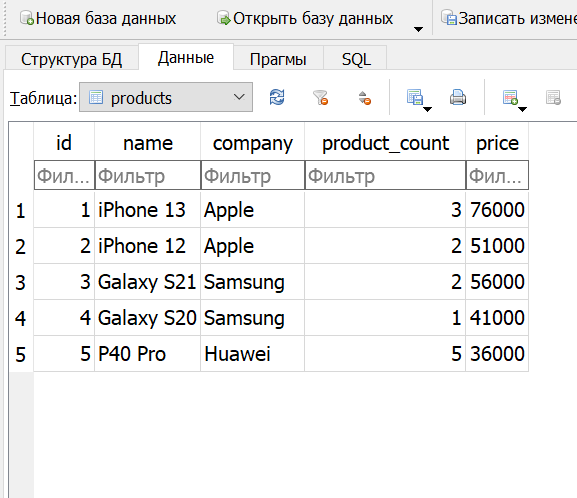 Новая база данных Открыть базу данных Записать измене
Структура БД Данные Прагмы SQL
Таблица: products
id name company product_count price
Фил... Фильтр Фильтр Фильтр Фил...
1 1 iPhone 13 Apple 3 76000
2 2 iPhone 12 Apple 2 51000
3 3 Galaxy S21 Samsung 2 56000
4 4 Galaxy S20 Samsung 1 41000
5 5 P40 Pro Huawei 5 36000